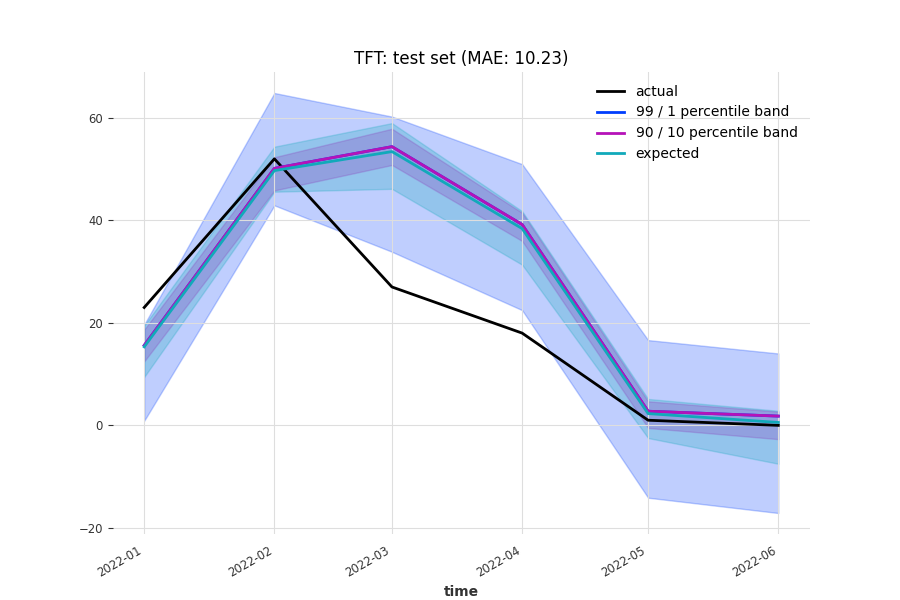 TFT: test set (MAE: 10.23)
actual
99 / 1 percentile band
90 / 10 percentile band
expected
60
40
20
0
−20
2022-01
2022-02
2022-03
2022-04
2022-05
2022-06
time